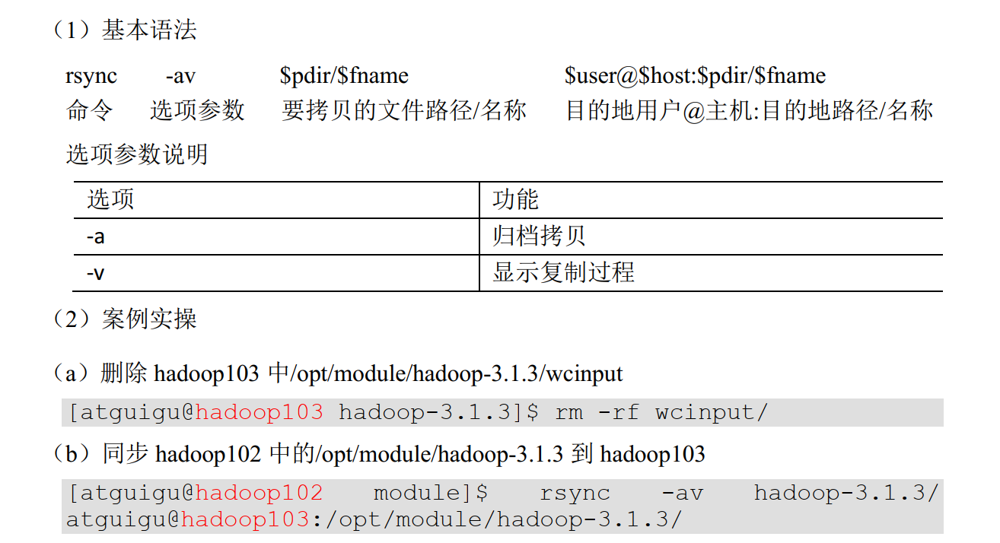 （1）基本语法
rsync -av $pdir/$fname $user@$host:$pdir/$fname
命令 选项参数 要拷贝的文件路径/名称 目的地用户@主机:目的地路径/名称
选项参数说明
选项 功能
-a 归档拷贝
-v 显示复制过程
（2）案例实操
（a）删除 hadoop103 中/opt/module/hadoop-3.1.3/wcinput
[atguigu@hadoop103 hadoop-3.1.3]$ rm -rf wcinput/
（b）同步 hadoop102 中的/opt/module/hadoop-3.1.3 到 hadoop103
[atguigu@hadoop102 module]$ rsync -av hadoop-3.1.3/
atguigu@hadoop103:/opt/module/hadoop-3.1.3/